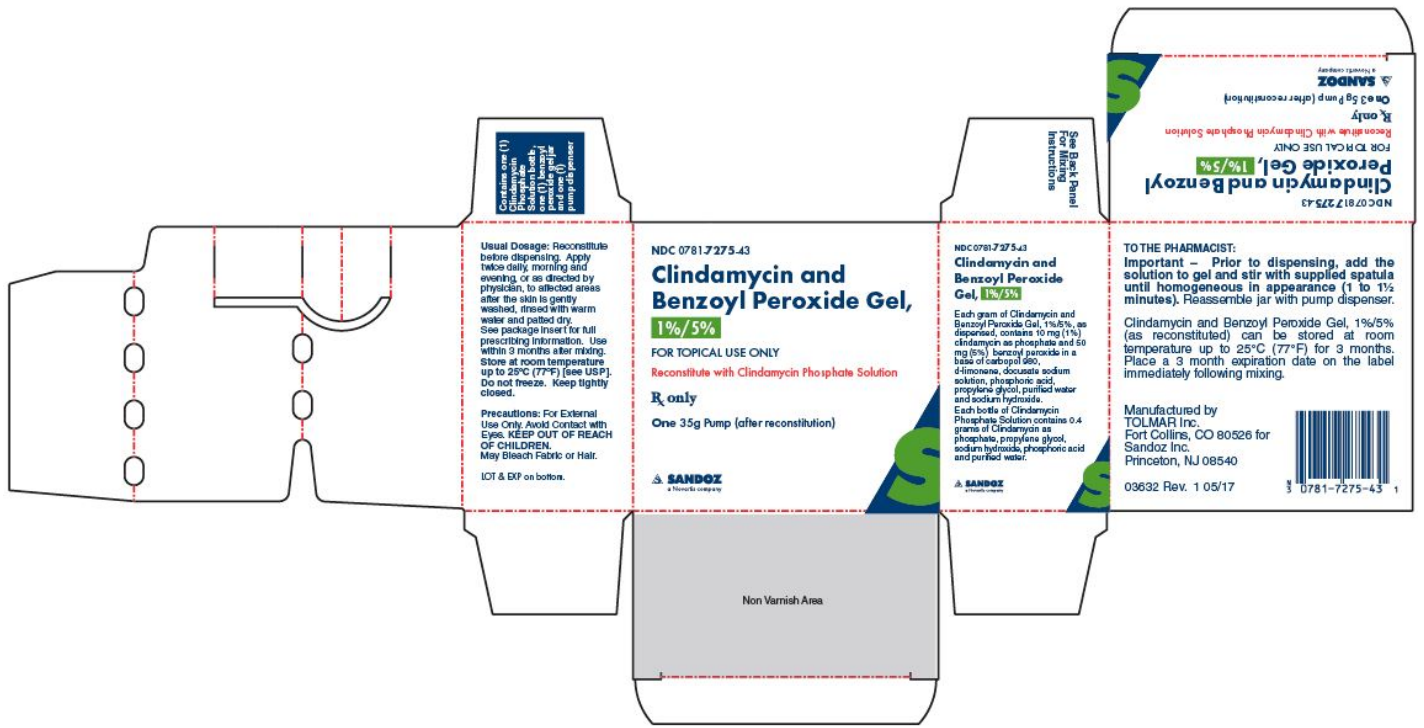 Contains one (1)
Clindamycin
Phosphate
Solution bottle,
one (1) benzoyl
peroxide gel jar
and one (1)
pump dispenser
Usual Dosage: Reconstitute
before dispensing. Apply
twice daily, morning and
evening, or as directed by
physician, to affected areas
after the skin is gently
washed, rinsed with warm
water and patted dry.
See package insert for full
prescribing information. Use
within 3 months after mixing.
Store at room temperature
up to 25°C (77°F) [see USP].
Do not freeze. Keep tightly
closed.
Precautions: For External
Use Only. Avoid Contact with
Eyes. KEEP OUT OF REACH
OF CHILDREN.
May Bleach Fabric or Hair.
LOT & EXP on bottom.
NDC 0781-7275-43
Clindamycin and
Benzoyl Peroxide Gel,
1%/5%
FOR TOPICAL USE ONLY
Reconstitute with Clindamycin Phosphate Solution
Rx only
One 35g Pump (after reconstitution)
SANDOZ
a Novartis company
S
Non Varnish Area
See Back Panel
For Mixing
Instructions
NDC 0781-7275-43
Clindamycin and
Benzoyl Peroxide
Gel, 1%/5%
Each gram of Clindamycin and
Benzoyl Peroxide Gel, 1%/5%, as
dispensed, contains 10 mg (1%)
clindamycin as phosphate and 50
mg (5%) benzoyl peroxide in a
base of carbopol 980,
d-limonene, docusate sodium
solution, phosphoric acid,
propylene glycol, purified water
and sodium hydroxide.
Each bottle of Clindamycin
Phosphate Solution contains 0.4
grams of Clindamycin as
phosphate, propylene glycol,
sodium hydroxide, phosphoric acid
and purified water.
SANDOZ
a Novartis company
S
NDC 0781-7275-43
Clindamycin and Benzoyl
Peroxide Gel, 1%/5%
FOR TOPICAL USE ONLY
Reconstitute with Clindamycin Phosphate Solution
Rx only
One 35g Pump (after reconstitution)
SANDOZ
a Novartis company
S
TO THE PHARMACIST:
Important – Prior to dispensing, add the
solution to gel and stir with supplied spatula
until homogeneous in appearance (1 to 1½
minutes). Reassemble jar with pump dispenser.
Clindamycin and Benzoyl Peroxide Gel, 1%/5%
(as reconstituted) can be stored at room
temperature up to 25°C (77°F) for 3 months.
Place a 3 month expiration date on the label
immediately following mixing.
Manufactured by
TOLMAR Inc.
Fort Collins, CO 80526 for
Sandoz Inc.
Princeton, NJ 08540
03632 Rev. 1 05/17
0781-7275-43 1